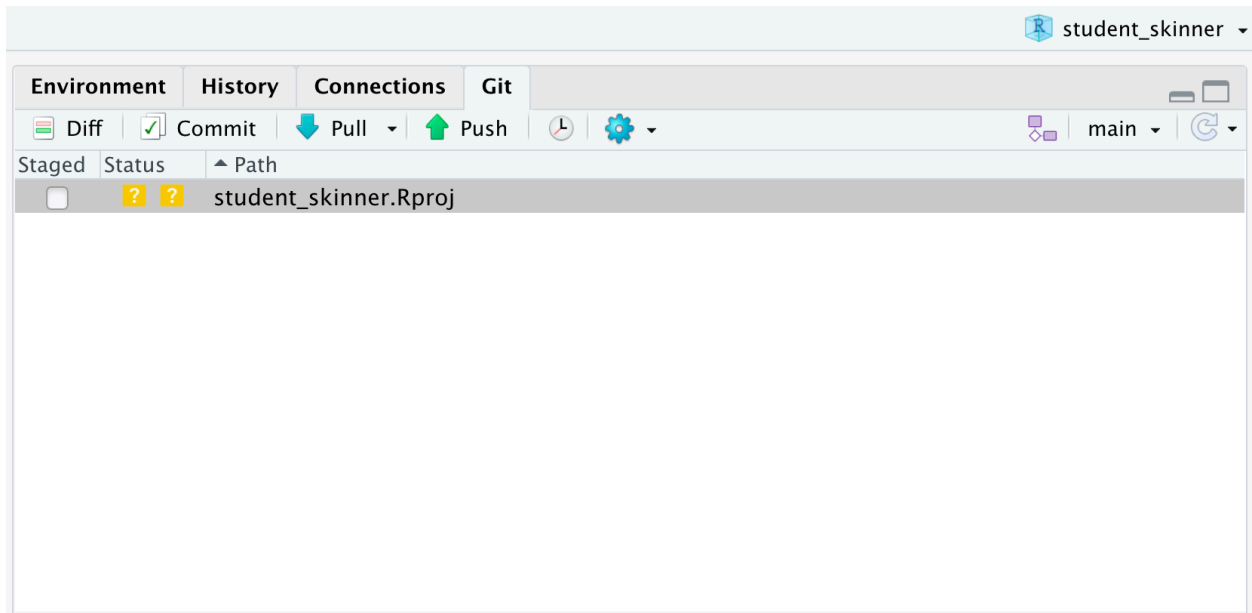 student_skinner
Environment History Connections Git
Diff Commit Pull Push main
Staged Status Path
? ? student_skinner.Rproj